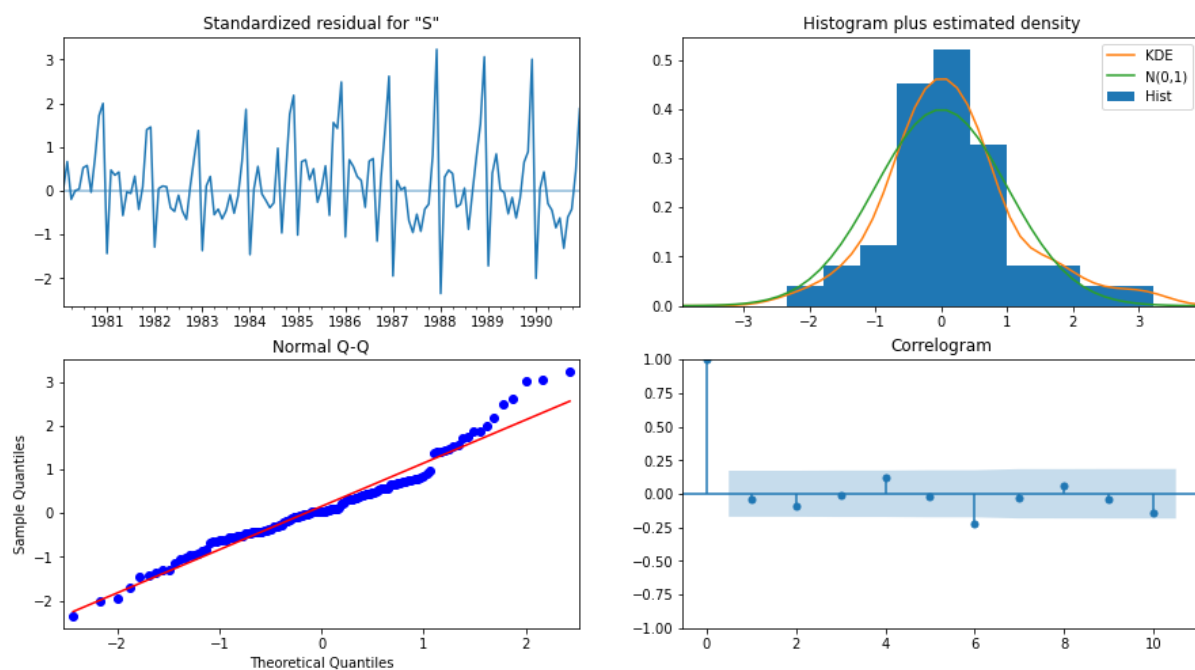 Standardized residual for "S"
3
2
1
0
−1
−2
1981 1982 1983 1984 1985 1986 1987 1988 1989 1990
Histogram plus estimated density
KDE
N(0,1)
Hist
0.5
0.4
0.3
0.2
0.1
0.0
−3 −2 −1 0 1 2 3
Normal Q-Q
Sample Quantiles
3
2
1
0
−1
−2
−2 −1 0 1 2
Theoretical Quantiles
Correlogram
1.00
0.75
0.50
0.25
0.00
−0.25
−0.50
−0.75
−1.00
0 2 4 6 8 10